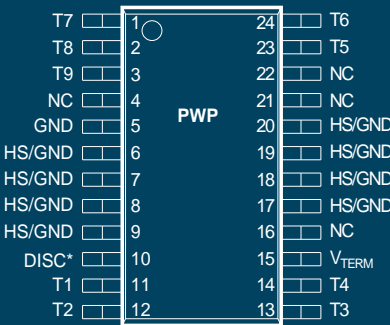 T7 1 24 T6
T8 2 23 T5
T9 3 22 NC
NC 4 21 NC
GND 5 PWP 20 HS/GND
HS/GND 6 19 HS/GND
HS/GND 7 18 HS/GND
HS/GND 8 17 HS/GND
HS/GND 9 16 NC
DISC* 10 15 VTERM
T1 11 14 T4
T2 12 13 T3